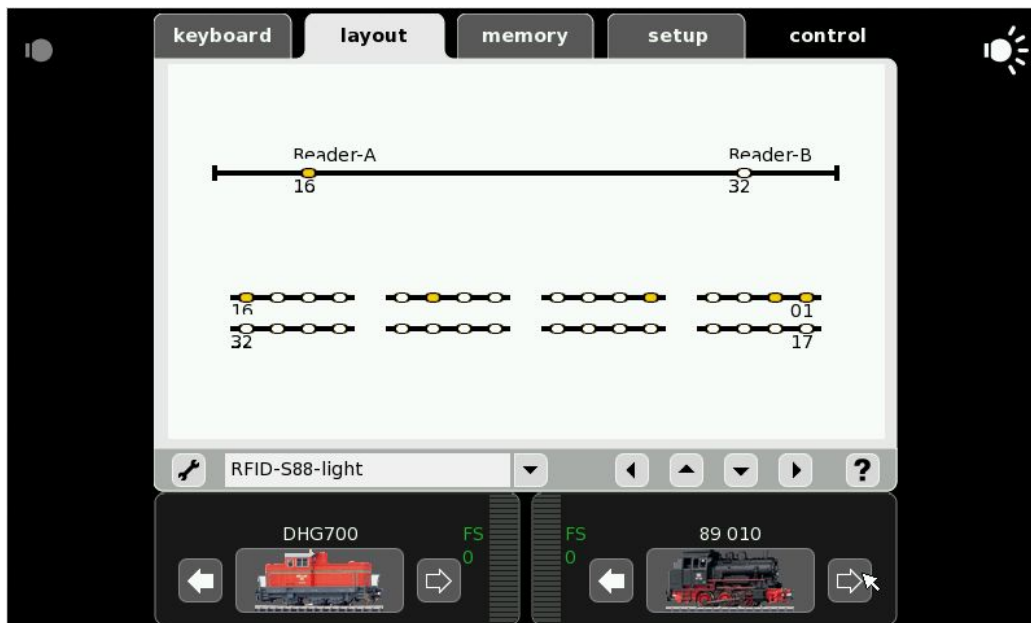 keyboard layout memory setup control
Reader-A Reader-B
16 32
16 01
32 17
RFID-S88-light ?
DHG700 FS FS 89 010
0 0